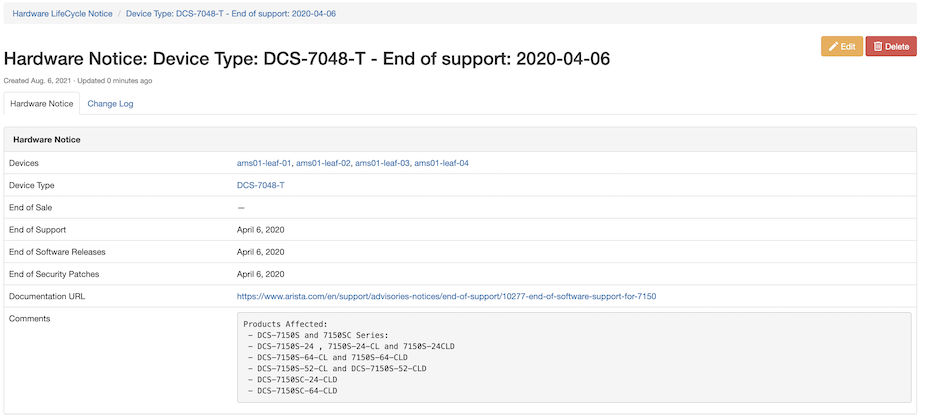 Hardware LifeCycle Notice / Device Type: DCS-7048-T - End of support: 2020-04-06
Edit Delete
Hardware Notice: Device Type: DCS-7048-T - End of support: 2020-04-06
Created Aug. 6, 2021 · Updated 0 minutes ago
Hardware Notice Change Log
Hardware Notice
Devices ams01-leaf-01, ams01-leaf-02, ams01-leaf-03, ams01-leaf-04
Device Type DCS-7048-T
End of Sale —
End of Support April 6, 2020
End of Software Releases April 6, 2020
End of Security Patches April 6, 2020
Documentation URL https://www.arista.com/en/support/advisories-notices/end-of-support/10277-end-of-software-support-for-7150
Comments
Products Affected:
- DCS-7150S and 7150SC Series:
- DCS-7150S-24 , 7150S-24-CL and 7150S-24CLD
- DCS-7150S-64-CL and 7150S-64-CLD
- DCS-7150S-52-CL and DCS-7150S-52-CLD
- DCS-7150SC-24-CLD
- DCS-7150SC-64-CLD